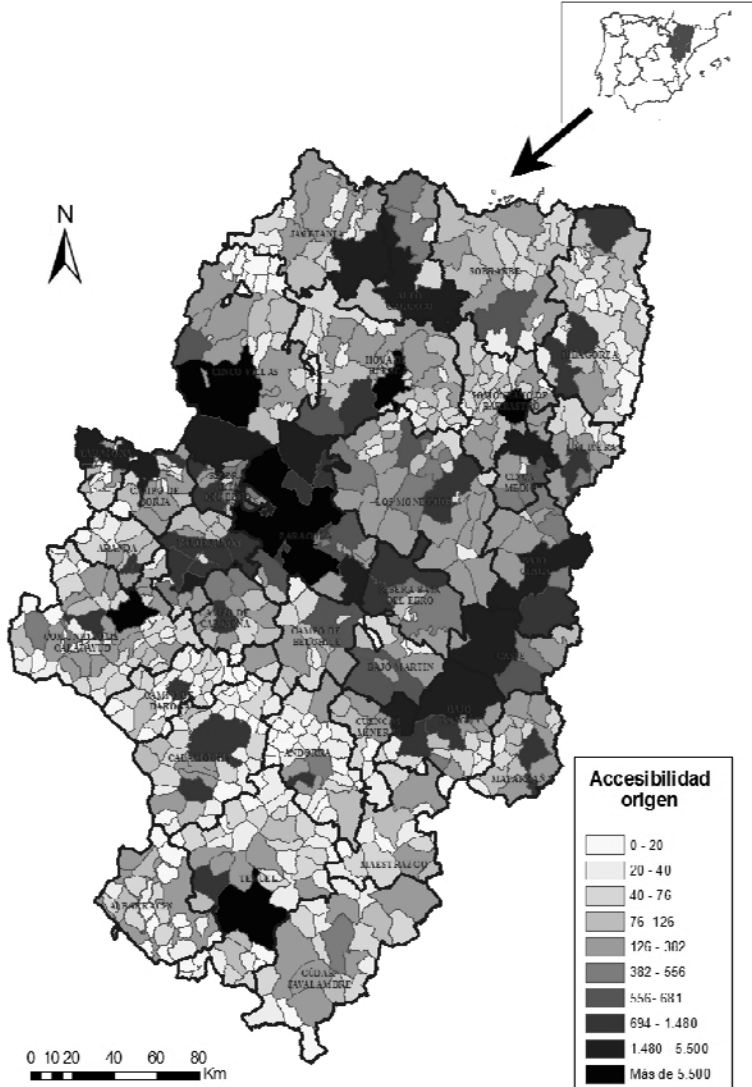 N
JACETANIA
SOBRARBE
ALTO
GÁLLEGO
RIBAGORZA
CINCO VILLAS
HOYA DE
HUESCA
SOMONTANO DE
BARBASTRO
LA LITERA
CINCA
MEDIO
LOS MONEGROS
CAMPO DE
BORJA
ZARAGOZA
ARANDA
VALDEJALÓN
BAJO
CINCA
RIBERA BAJA
DEL EBRO
CAMPO DE
CARIÑENA
CAMPO DE
BELCHITE
COMUNIDAD DE
CALATAYUD
BAJO MARTÍN
CASPE
CAMPO DE
DAROCA
CUENCAS
MINERAS
BAJO
CALAMOCHA
ANDORRA
MATARRAÑA
MAESTRAZGO
TERUEL
ALBARRACÍN
GÚDAR
JAVALAMBRE
Accesibilidad
origen
0 - 20
20 - 40
40 - 76
76 126
126 - 382
382 - 556
556 - 681
694 - 1.480
1.480 - 5.500
Más de 5.500
0 10 20 40 60 80
Km